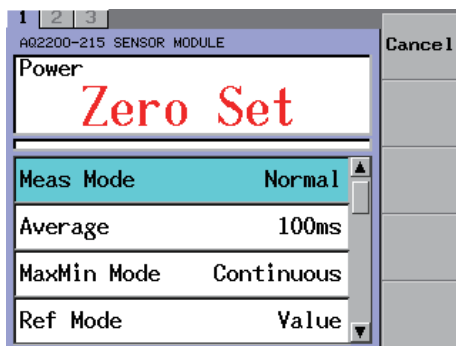 1 2 3
AQ2200-215 SENSOR MODULE
Cancel
Power
Zero Set
Meas Mode Normal
Average 100ms
MaxMin Mode Continuous
Ref Mode Value